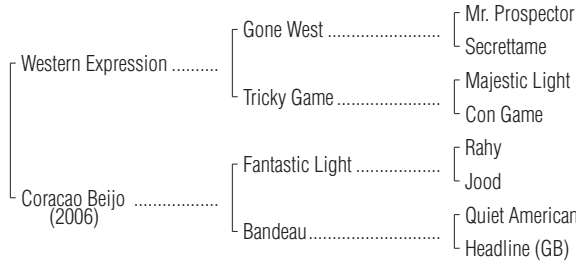 Mr. Prospector
Gone West ....................
Secrettame
Western Expression ..........
Majestic Light
Tricky Game ...................
Con Game
Rahy
Fantastic Light ................
Jood
Coracao Beijo .................
(2006)
Quiet American
Bandeau........................
Headline (GB)